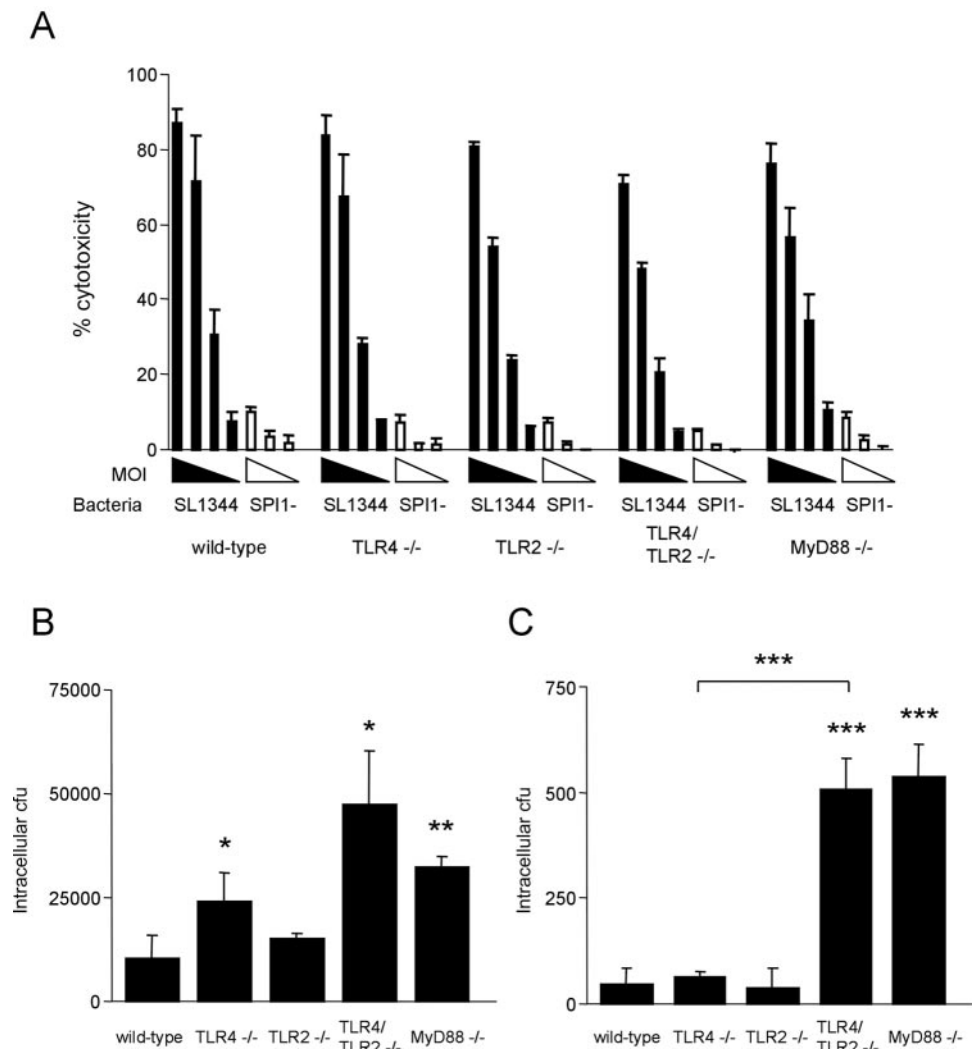 A
100
80
60
40
20
0
% cytotoxicity
MOI
Bacteria SL1344 SPI1- SL1344 SPI1- SL1344 SPI1- SL1344 SPI1- SL1344 SPI1-
wild-type TLR4 -/- TLR2 -/- TLR4/ TLR2 -/- MyD88 -/-
B
75000
50000
25000
0
Intracellular cfu
* * **
wild-type TLR4 -/- TLR2 -/- TLR4/ TLR2 -/- MyD88 -/-
C
***
750
500
250
0
Intracellular cfu
*** ***
wild-type TLR4 -/- TLR2 -/- TLR4/ TLR2 -/- MyD88 -/-